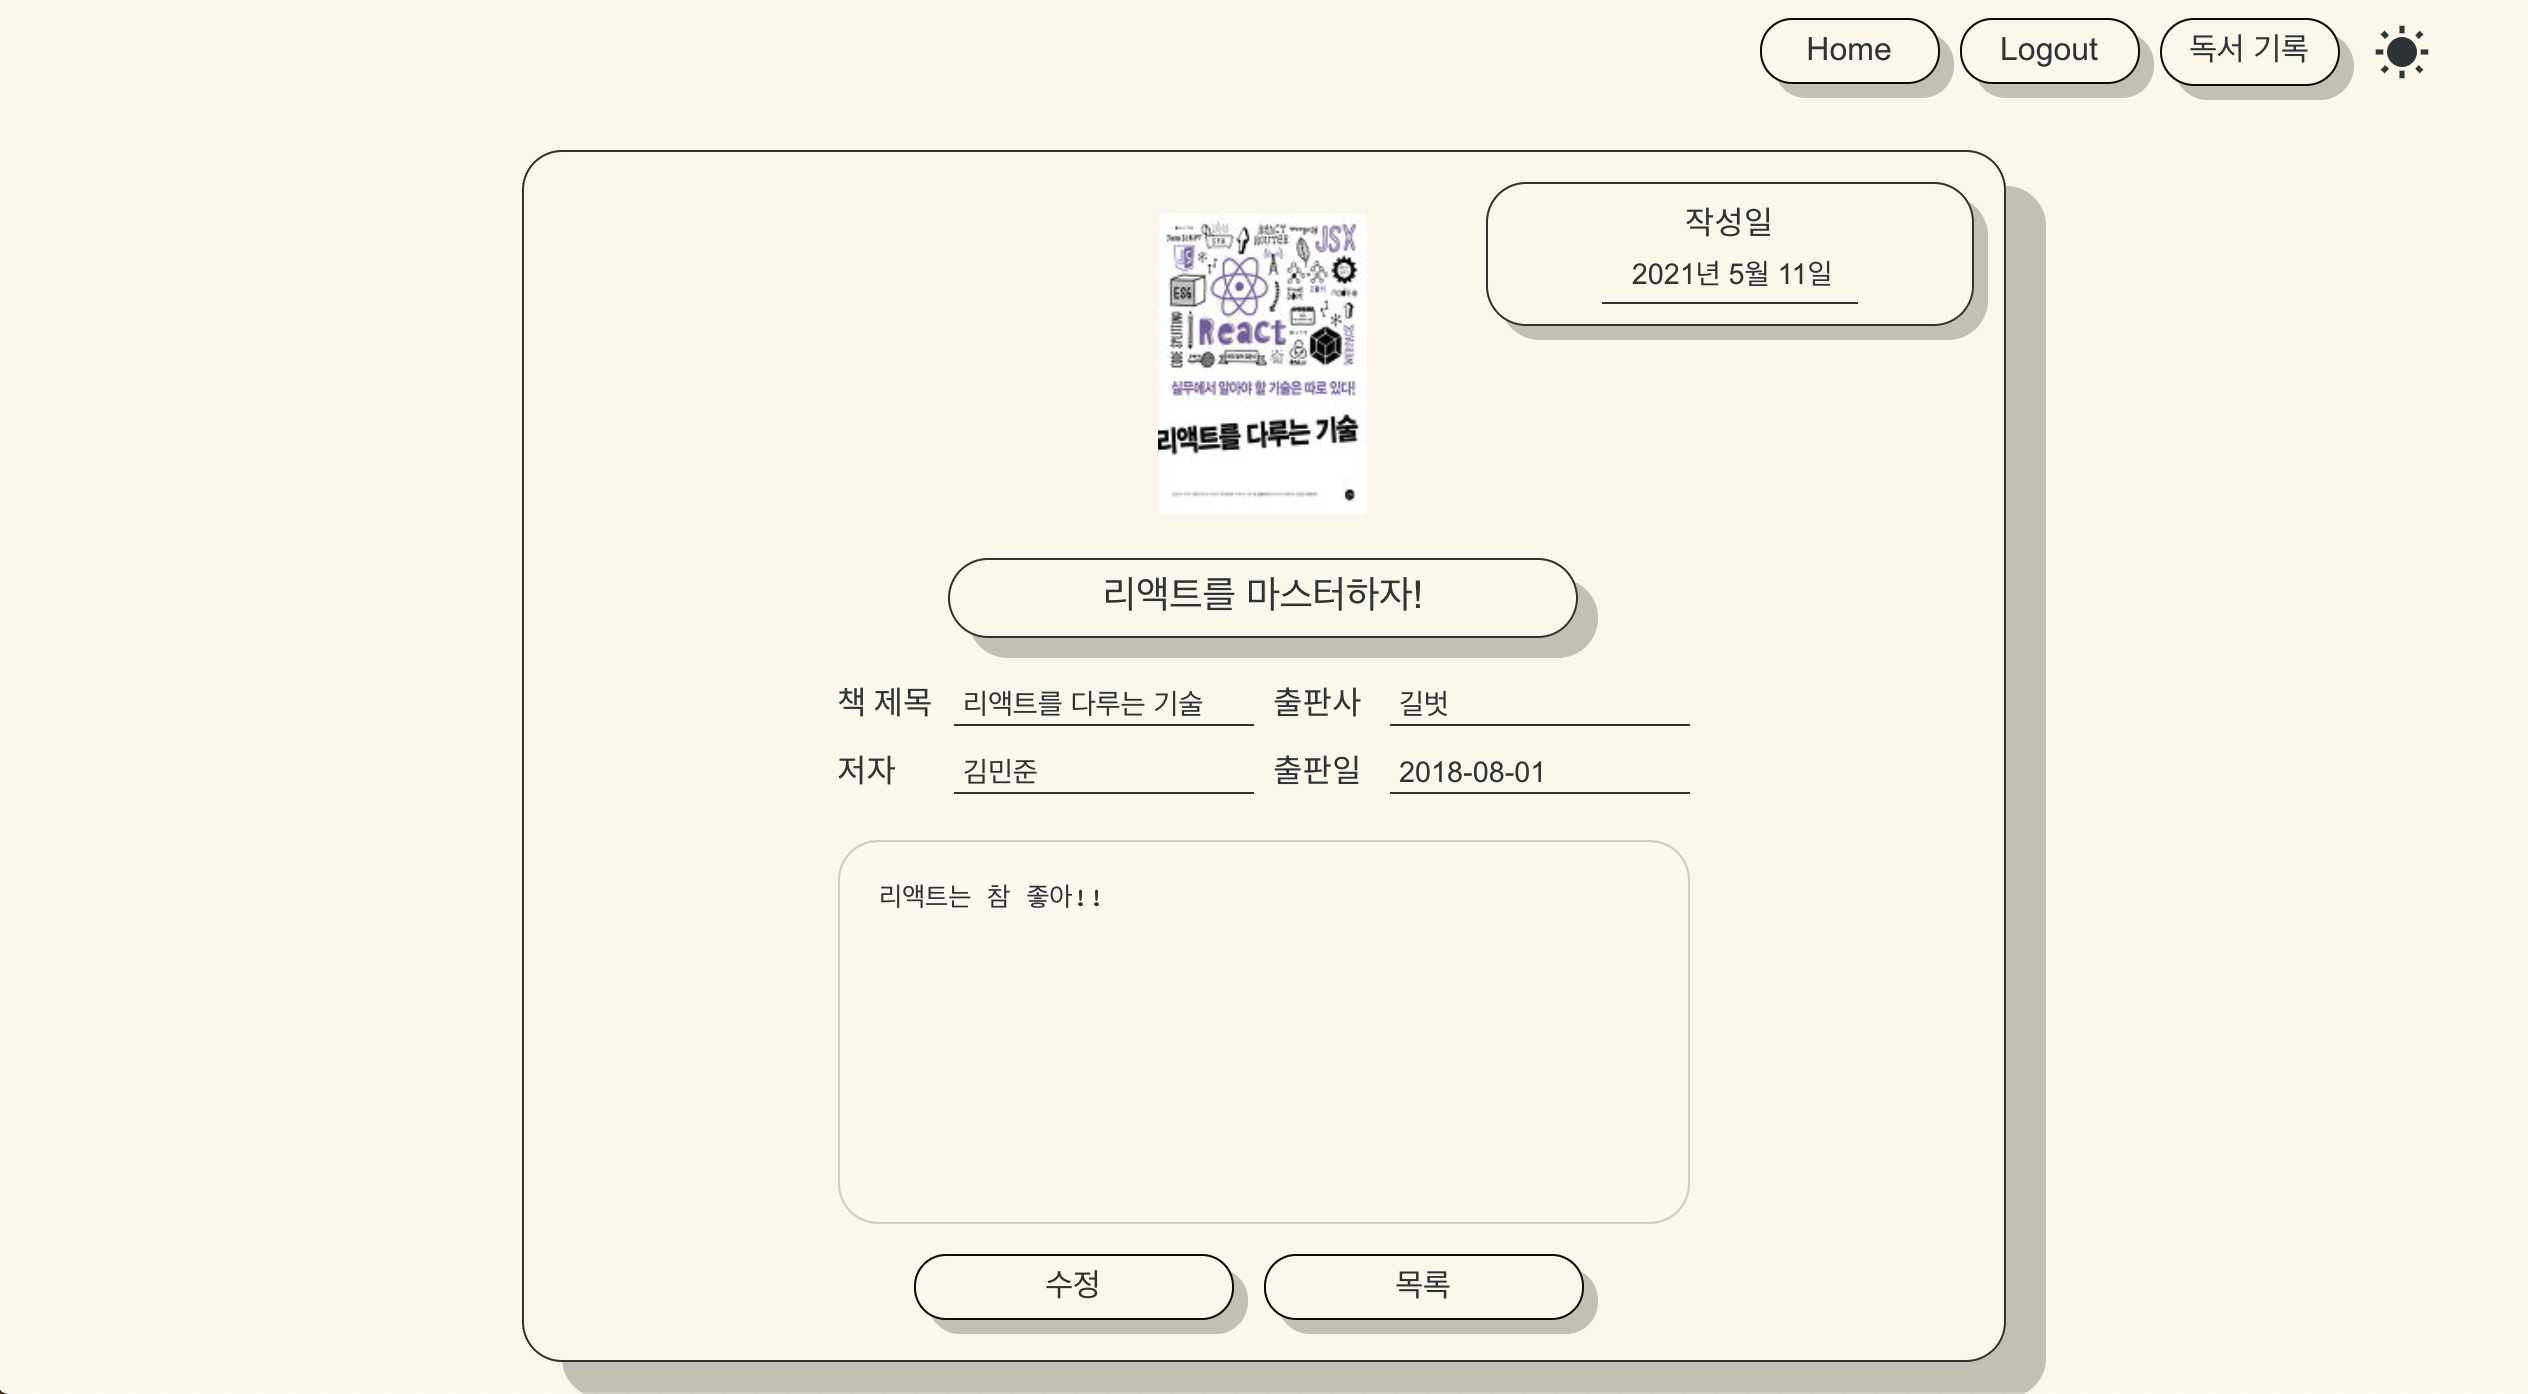 Home Logout 독서 기록
작성일
2021년 5월 11일
REACT
ROUTER
JSX
ES6
React
CODE SPLITTING
실무에서 알아야 할 기술은 따로 있다!
리액트를 다루는 기술
리액트를 마스터하자!
책 제목 리액트를 다루는 기술 출판사 길벗
저자 김민준 출판일 2018-08-01
리액트는 참 좋아!!
수정 목록